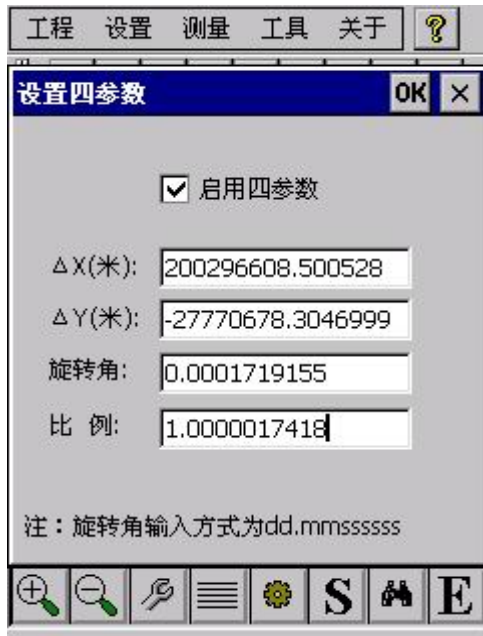 工程 设置 测量 工具 关于 ?
设置四参数 OK ×
启用四参数
ΔX(米): 200296608.500528
ΔY(米): -27770678.3046999
旋转角: 0.0001719155
比 例: 1.0000017418
注：旋转角输入方式为dd.mmssssss
S E